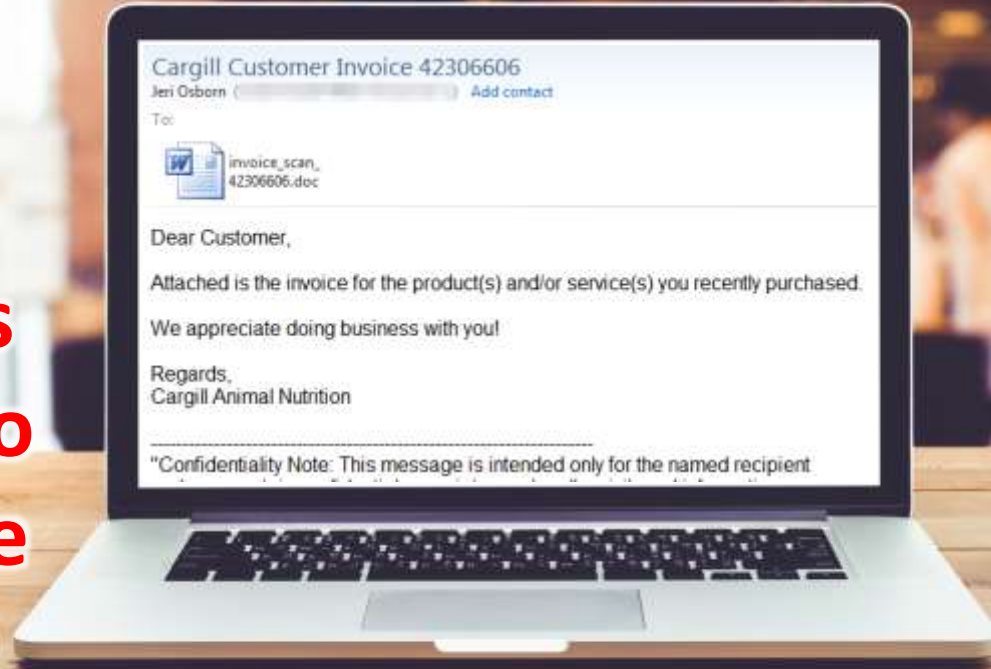 Cargill Customer Invoice 42306606
Jeri Osborn ( ) Add contact
To:
invoice_scan_
42306606.doc
Dear Customer,
Attached is the invoice for the product(s) and/or service(s) you recently purchased.
We appreciate doing business with you!
Regards,
Cargill Animal Nutrition
"Confidentiality Note: This message is intended only for the named recipient
s
o
e